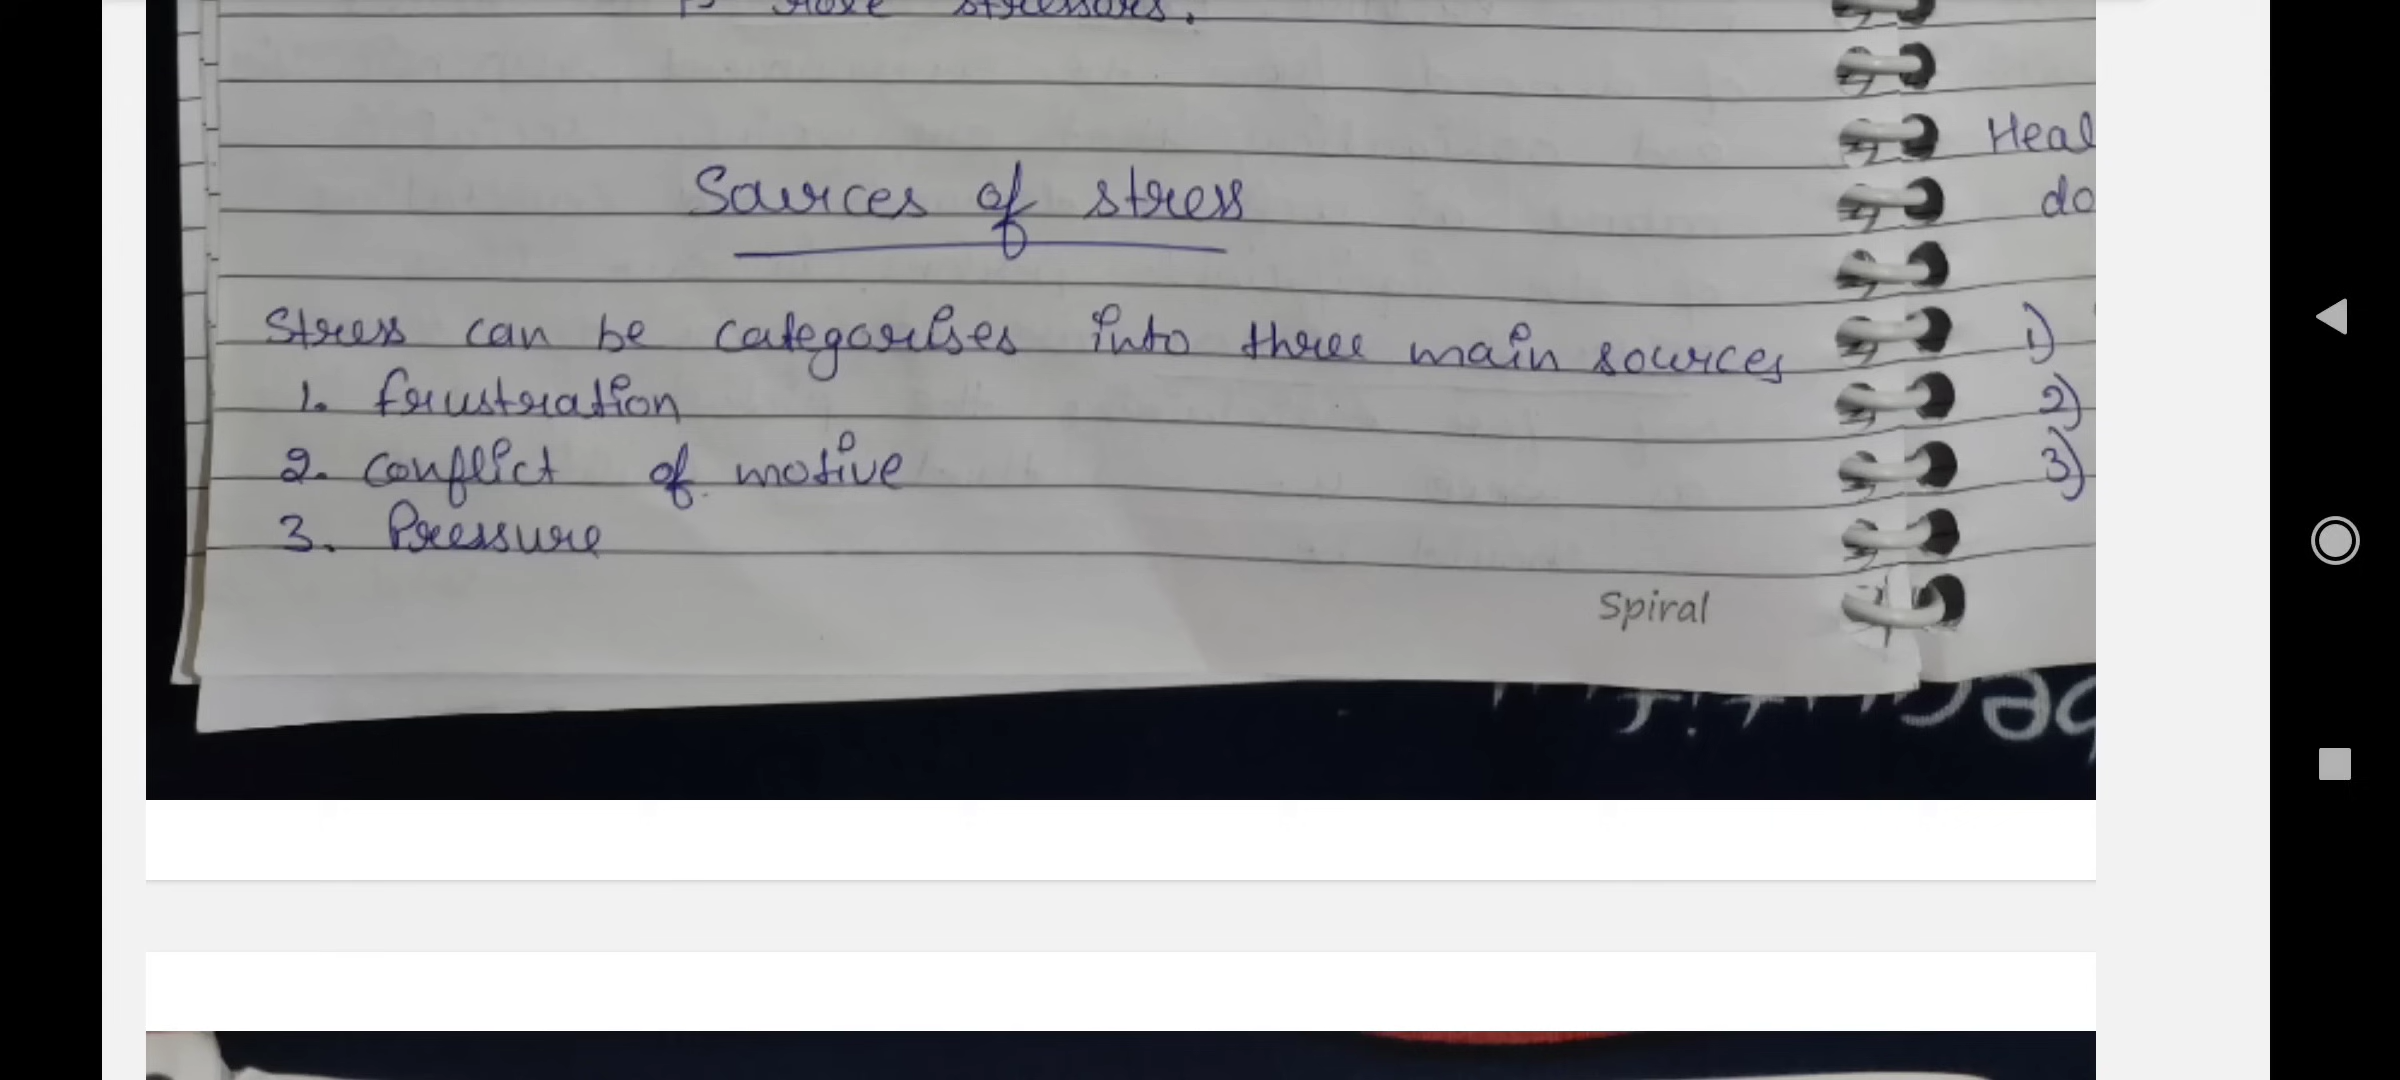 stressors.
Sources of stress
Stress can be categorises into three main sources
1. frustration
2. conflict of motive
3. Pressure
Spiral
Heal
do
1)
2)
3)